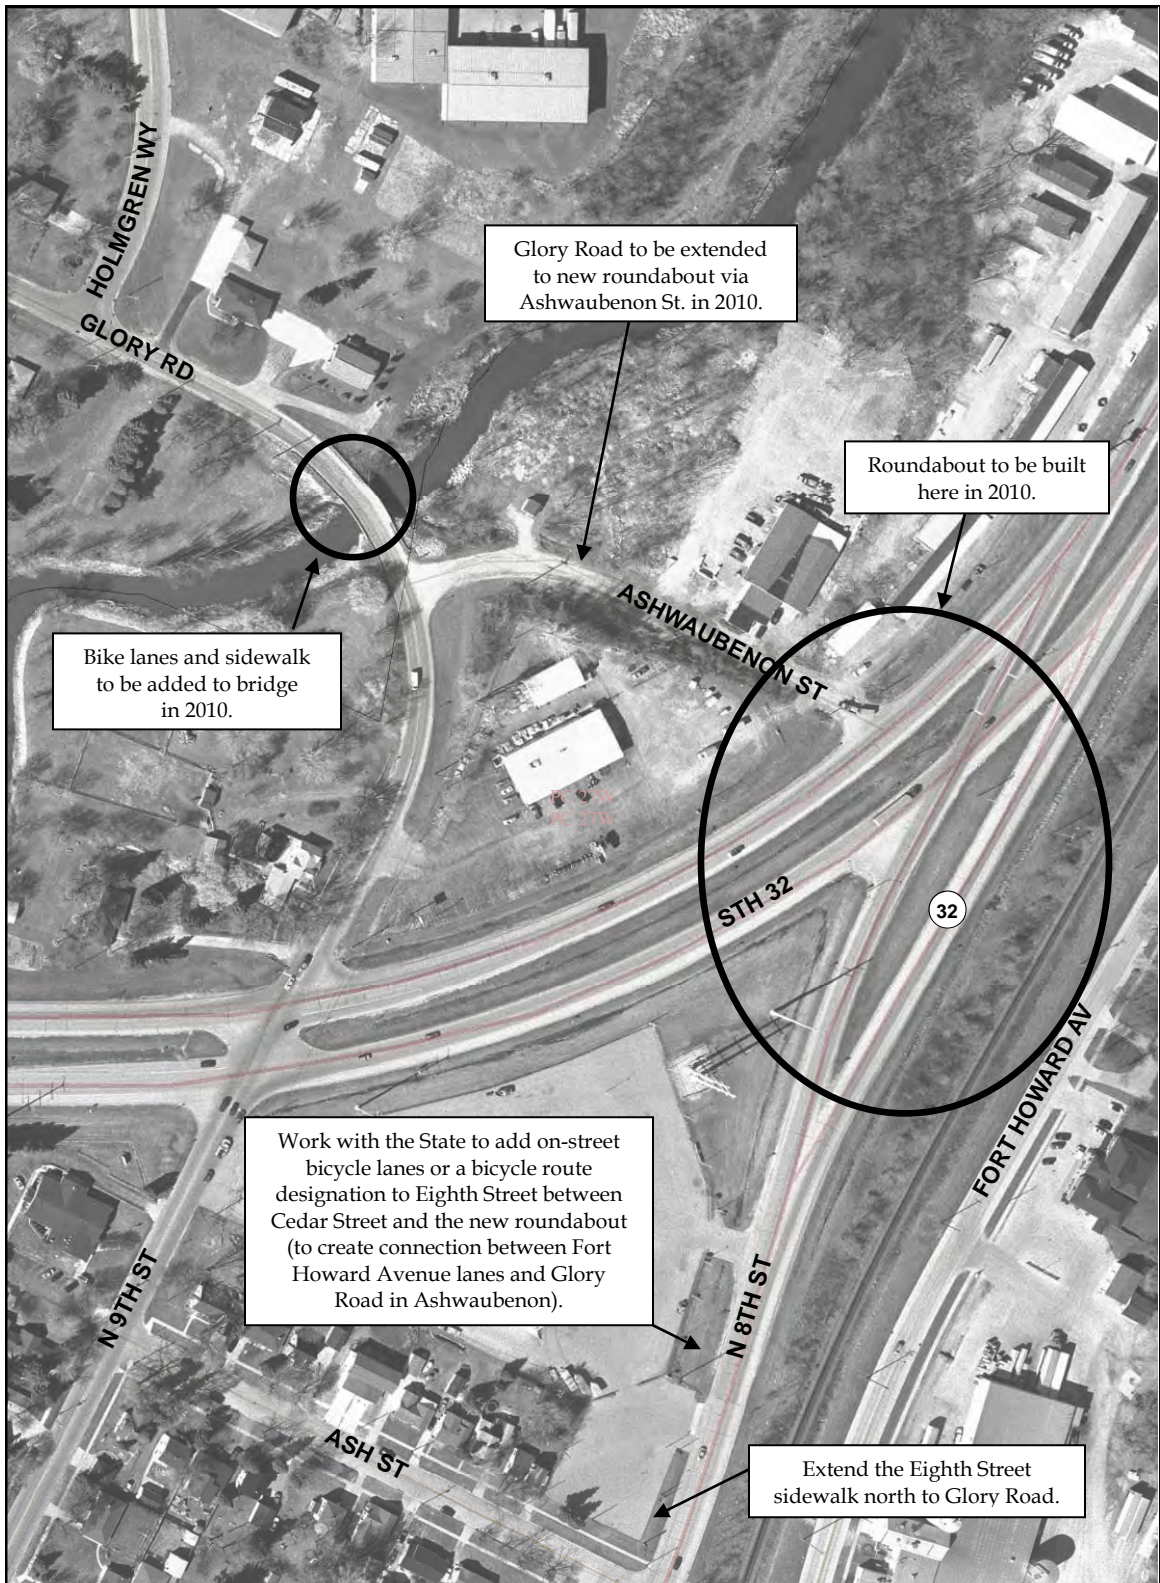 HOLMGREN WY
GLORY RD
Glory Road to be extended
to new roundabout via
Ashwaubenon St. in 2010.
Roundabout to be built
here in 2010.
ASHWAUBENON ST
Bike lanes and sidewalk
to be added to bridge
in 2010.
PC 27W
PC 27W
STH 32
32
FORT HOWARD AV
Work with the State to add on-street
bicycle lanes or a bicycle route
designation to Eighth Street between
Cedar Street and the new roundabout
(to create connection between Fort
Howard Avenue lanes and Glory
Road in Ashwaubenon).
N 9TH ST
N 8TH ST
ASH ST
Extend the Eighth Street
sidewalk north to Glory Road.